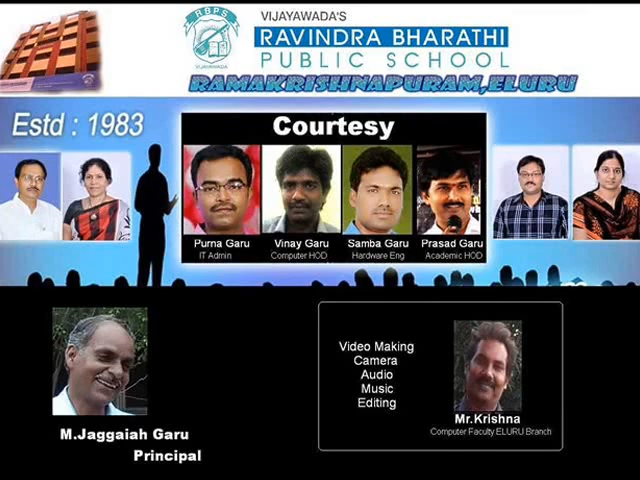 RBPS
VIJAYAWADA
VIJAYAWADA'S
RAVINDRA BHARATHI
PUBLIC SCHOOL
RAMAKRISHNAPURAM,ELURU
Estd : 1983
Courtesy
Purna Garu
IT Admin
Vinay Garu
Computer HOD
Samba Garu
Hardware Eng
Prasad Garu
Academic HOD
M.Jaggaiah Garu
Principal
Video Making
Camera
Audio
Music
Editing
Mr.Krishna
Computer Faculty ELURU Branch